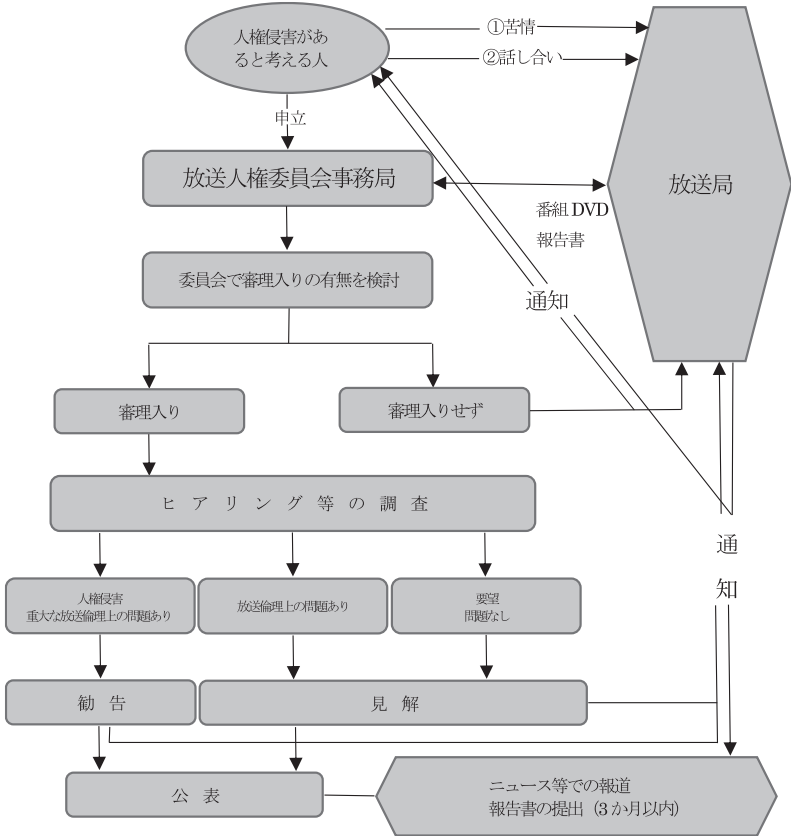 人権侵害があ
ると考える人
①苦情
②話し合い
放送局
申立
放送人権委員会事務局
番組 DVD
報告書
委員会で審理入りの有無を検討
通知
審理入り
審理入りせず
ヒアリング等の調査
通
知
人権侵害
重大な放送倫理上の問題あり
放送倫理上の問題あり
要望
問題なし
勧告
見解
公表
ニュース等での報道
報告書の提出（3か月以内）